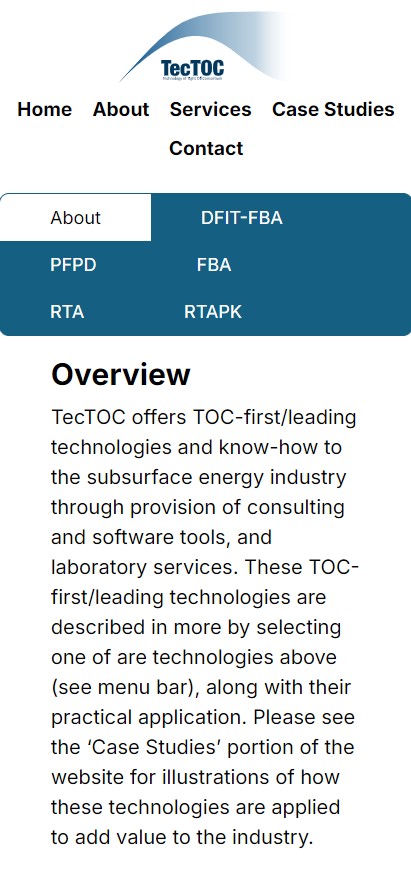 TecTOC
Technology of Tight Oil Consortium
Home About Services Case Studies
Contact
About DFIT-FBA
PFPD FBA
RTA RTAPK
Overview
TecTOC offers TOC-first/leading
technologies and know-how to
the subsurface energy industry
through provision of consulting
and software tools, and
laboratory services. These TOC-
first/leading technologies are
described in more by selecting
one of are technologies above
(see menu bar), along with their
practical application. Please see
the ‘Case Studies’ portion of the
website for illustrations of how
these technologies are applied
to add value to the industry.